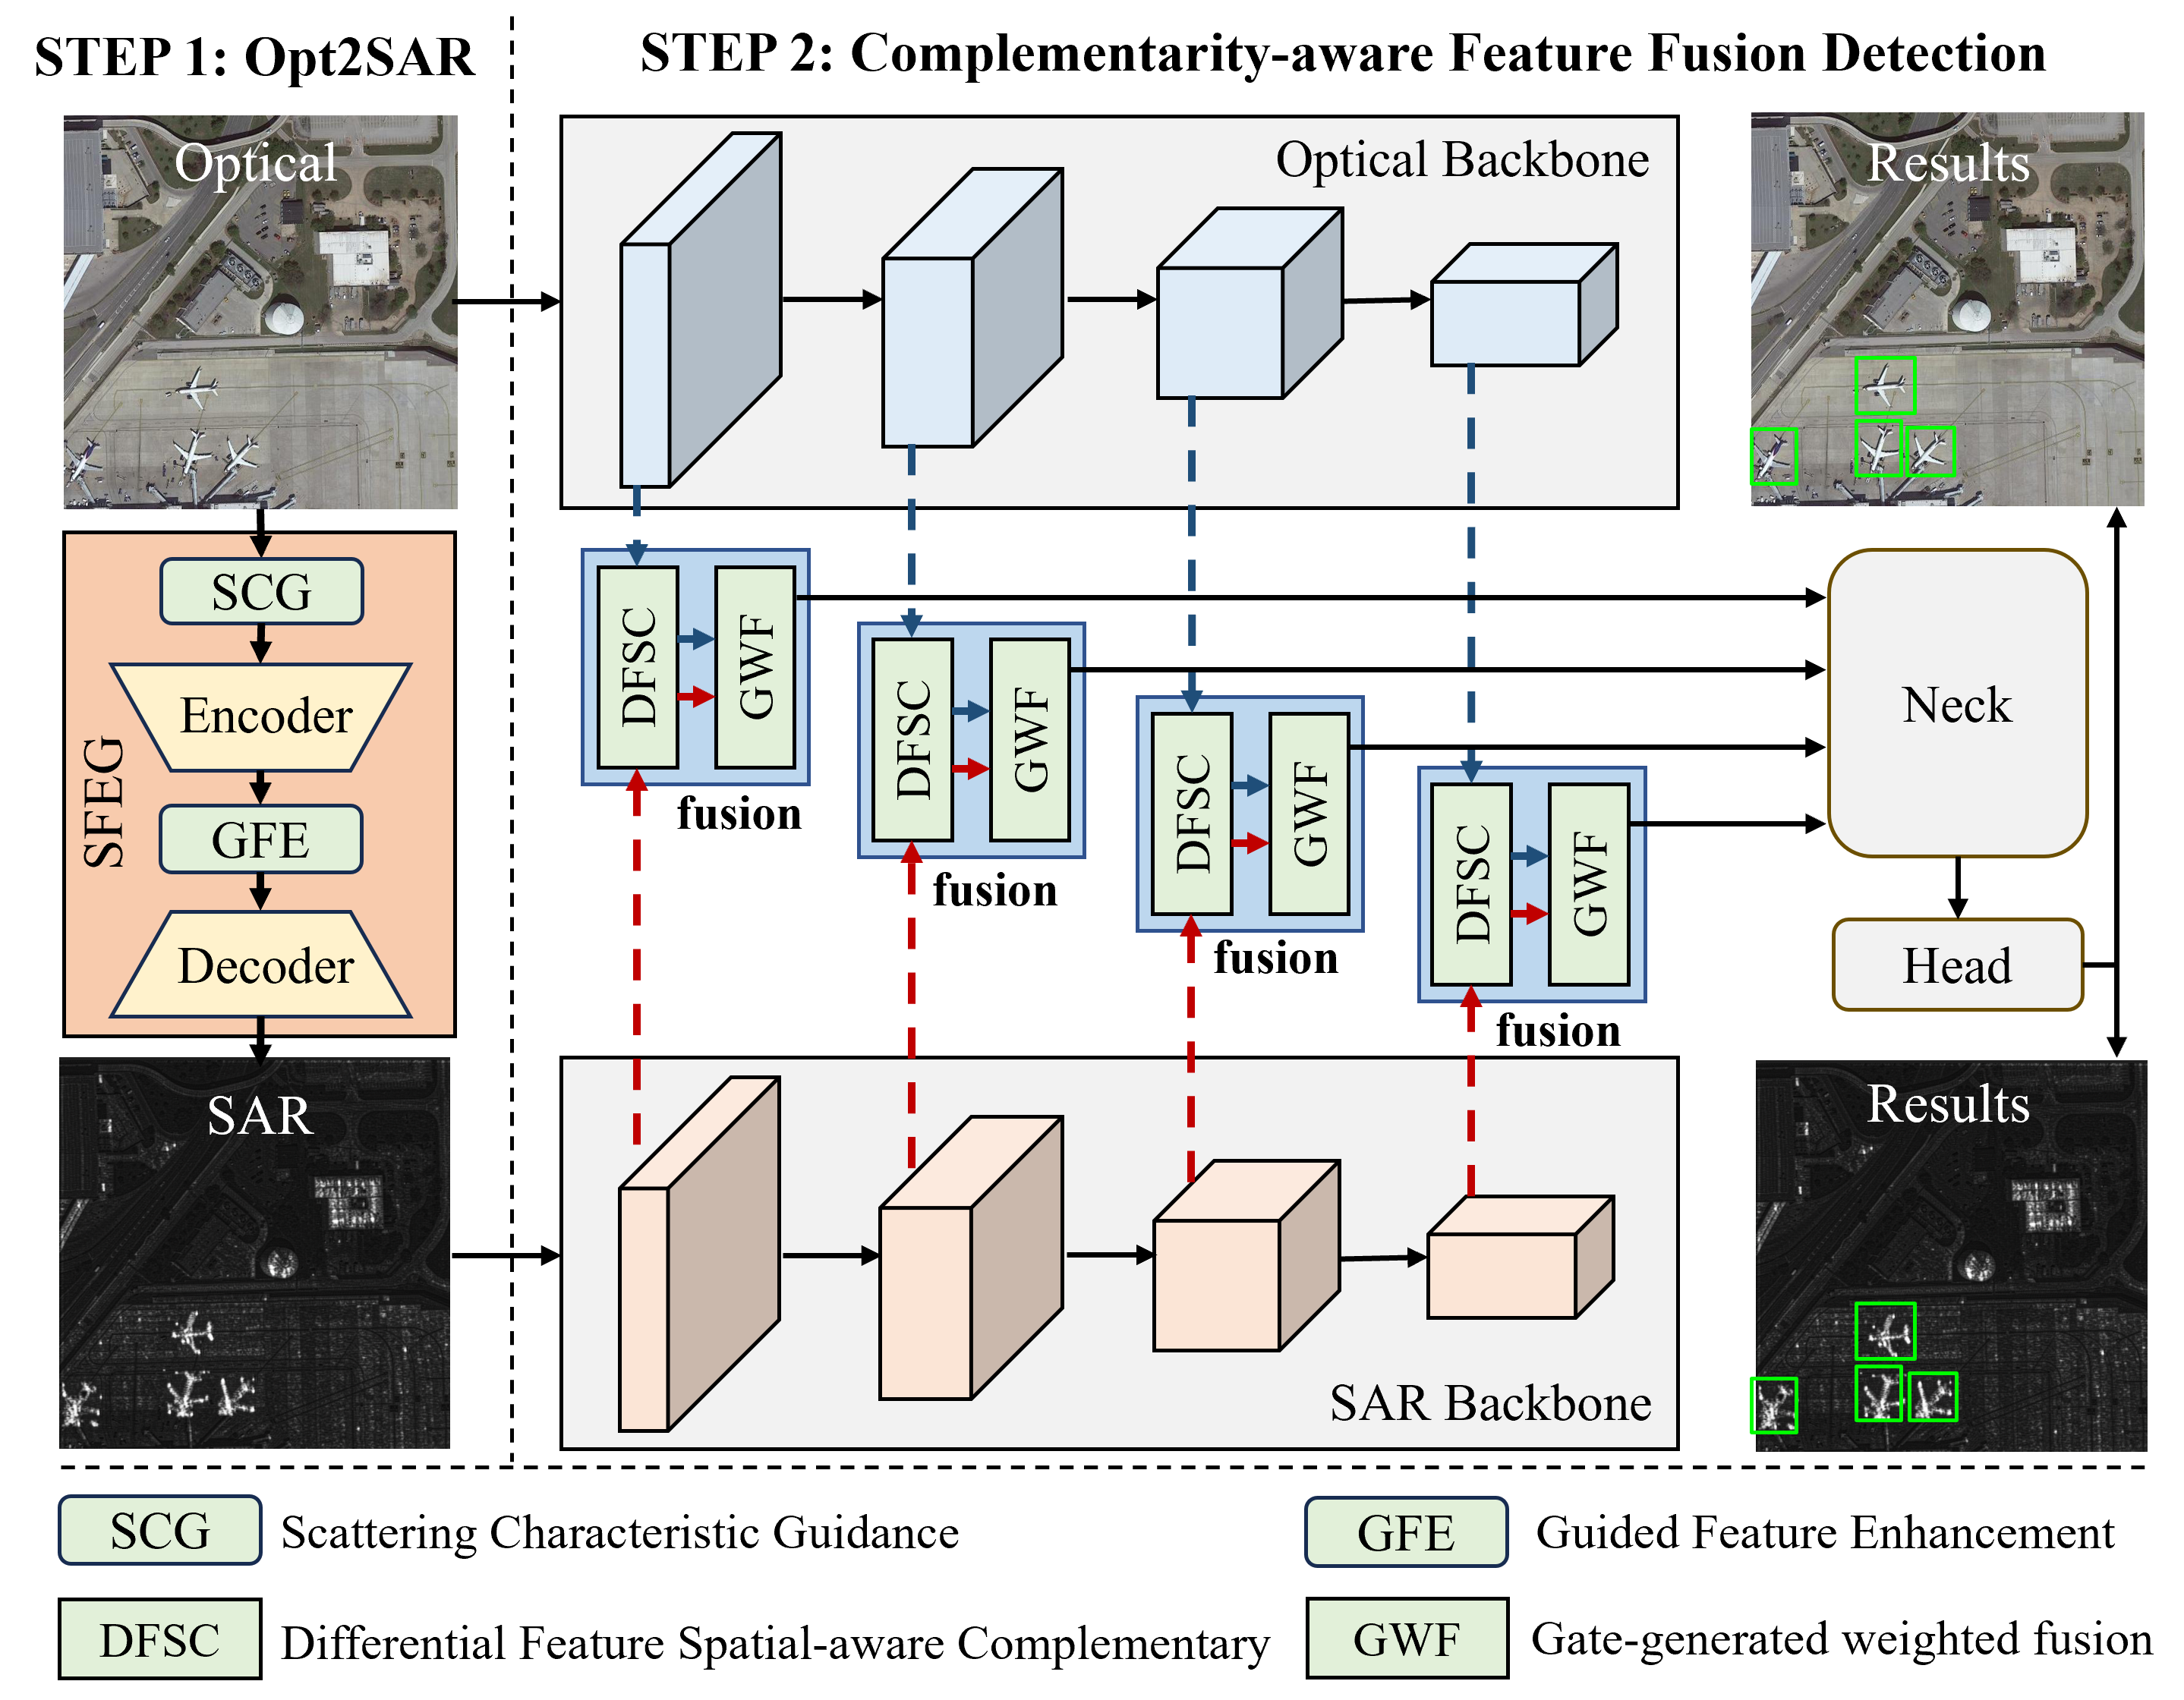 STEP 1: Opt2SAR
STEP 2: Complementarity-aware Feature Fusion Detection
Optical
Optical Backbone
Results
SFEG
SCG
Encoder
GFE
Decoder
DFSC
GWF
fusion
DFSC
GWF
fusion
DFSC
GWF
fusion
DFSC
GWF
fusion
Neck
Head
SAR
SAR Backbone
Results
SCG
Scattering Characteristic Guidance
GFE
Guided Feature Enhancement
DFSC
Differential Feature Spatial-aware Complementary
GWF
Gate-generated weighted fusion